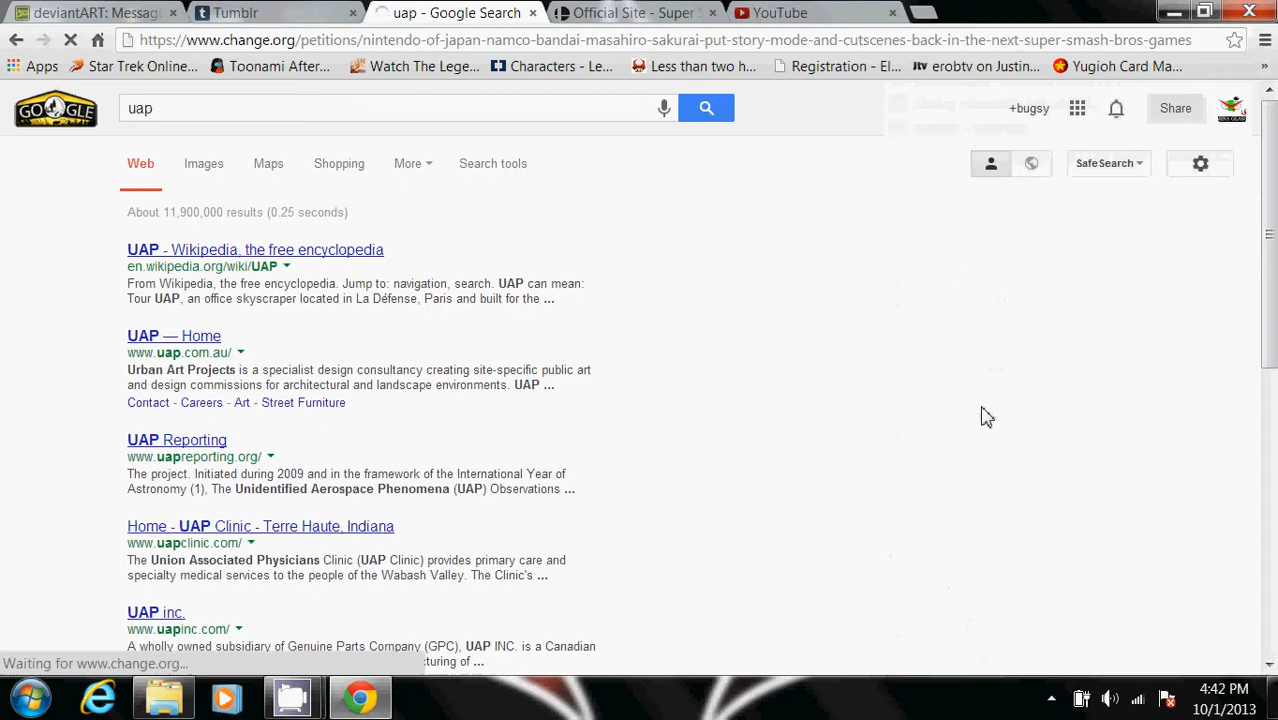 deviantART: Message
Tumblr
uap - Google Search
Official Site - Super
YouTube
https://www.change.org/petitions/nintendo-of-japan-namco-bandai-masahiro-sakurai-put-story-mode-and-cutscenes-back-in-the-next-super-smash-bros-games
Apps
Star Trek Online...
Toonami After...
Watch The Lege...
Characters - Le...
Less than two h...
Registration - El...
jtv erobtv on Justin...
Yugioh Card Ma...
»
GOOGLE
uap
+bugsy
Share
Web
Images
Maps
Shopping
More
Search tools
SafeSearch
About 11,900,000 results (0.25 seconds)
UAP - Wikipedia, the free encyclopedia
en.wikipedia.org/wiki/UAP
From Wikipedia, the free encyclopedia. Jump to: navigation, search. UAP can mean:
Tour UAP, an office skyscraper located in La Défense, Paris and built for the ...
UAP — Home
www.uap.com.au/
Urban Art Projects is a specialist design consultancy creating site-specific public art
and design commissions for architectural and landscape environments. UAP ...
Contact - Careers - Art - Street Furniture
UAP Reporting
www.uapreporting.org/
The project. Initiated during 2009 and in the framework of the International Year of
Astronomy (1), The Unidentified Aerospace Phenomena (UAP) Observations ...
Home - UAP Clinic - Terre Haute, Indiana
www.uapclinic.com/
The Union Associated Physicians Clinic (UAP Clinic) provides primary care and
specialty medical services to the people of the Wabash Valley. The Clinic's ...
UAP inc.
www.uapinc.com/
A wholly owned subsidiary of Genuine Parts Company (GPC), UAP INC. is a Canadian
Waiting for www.change.org...
4:42 PM
10/1/2013